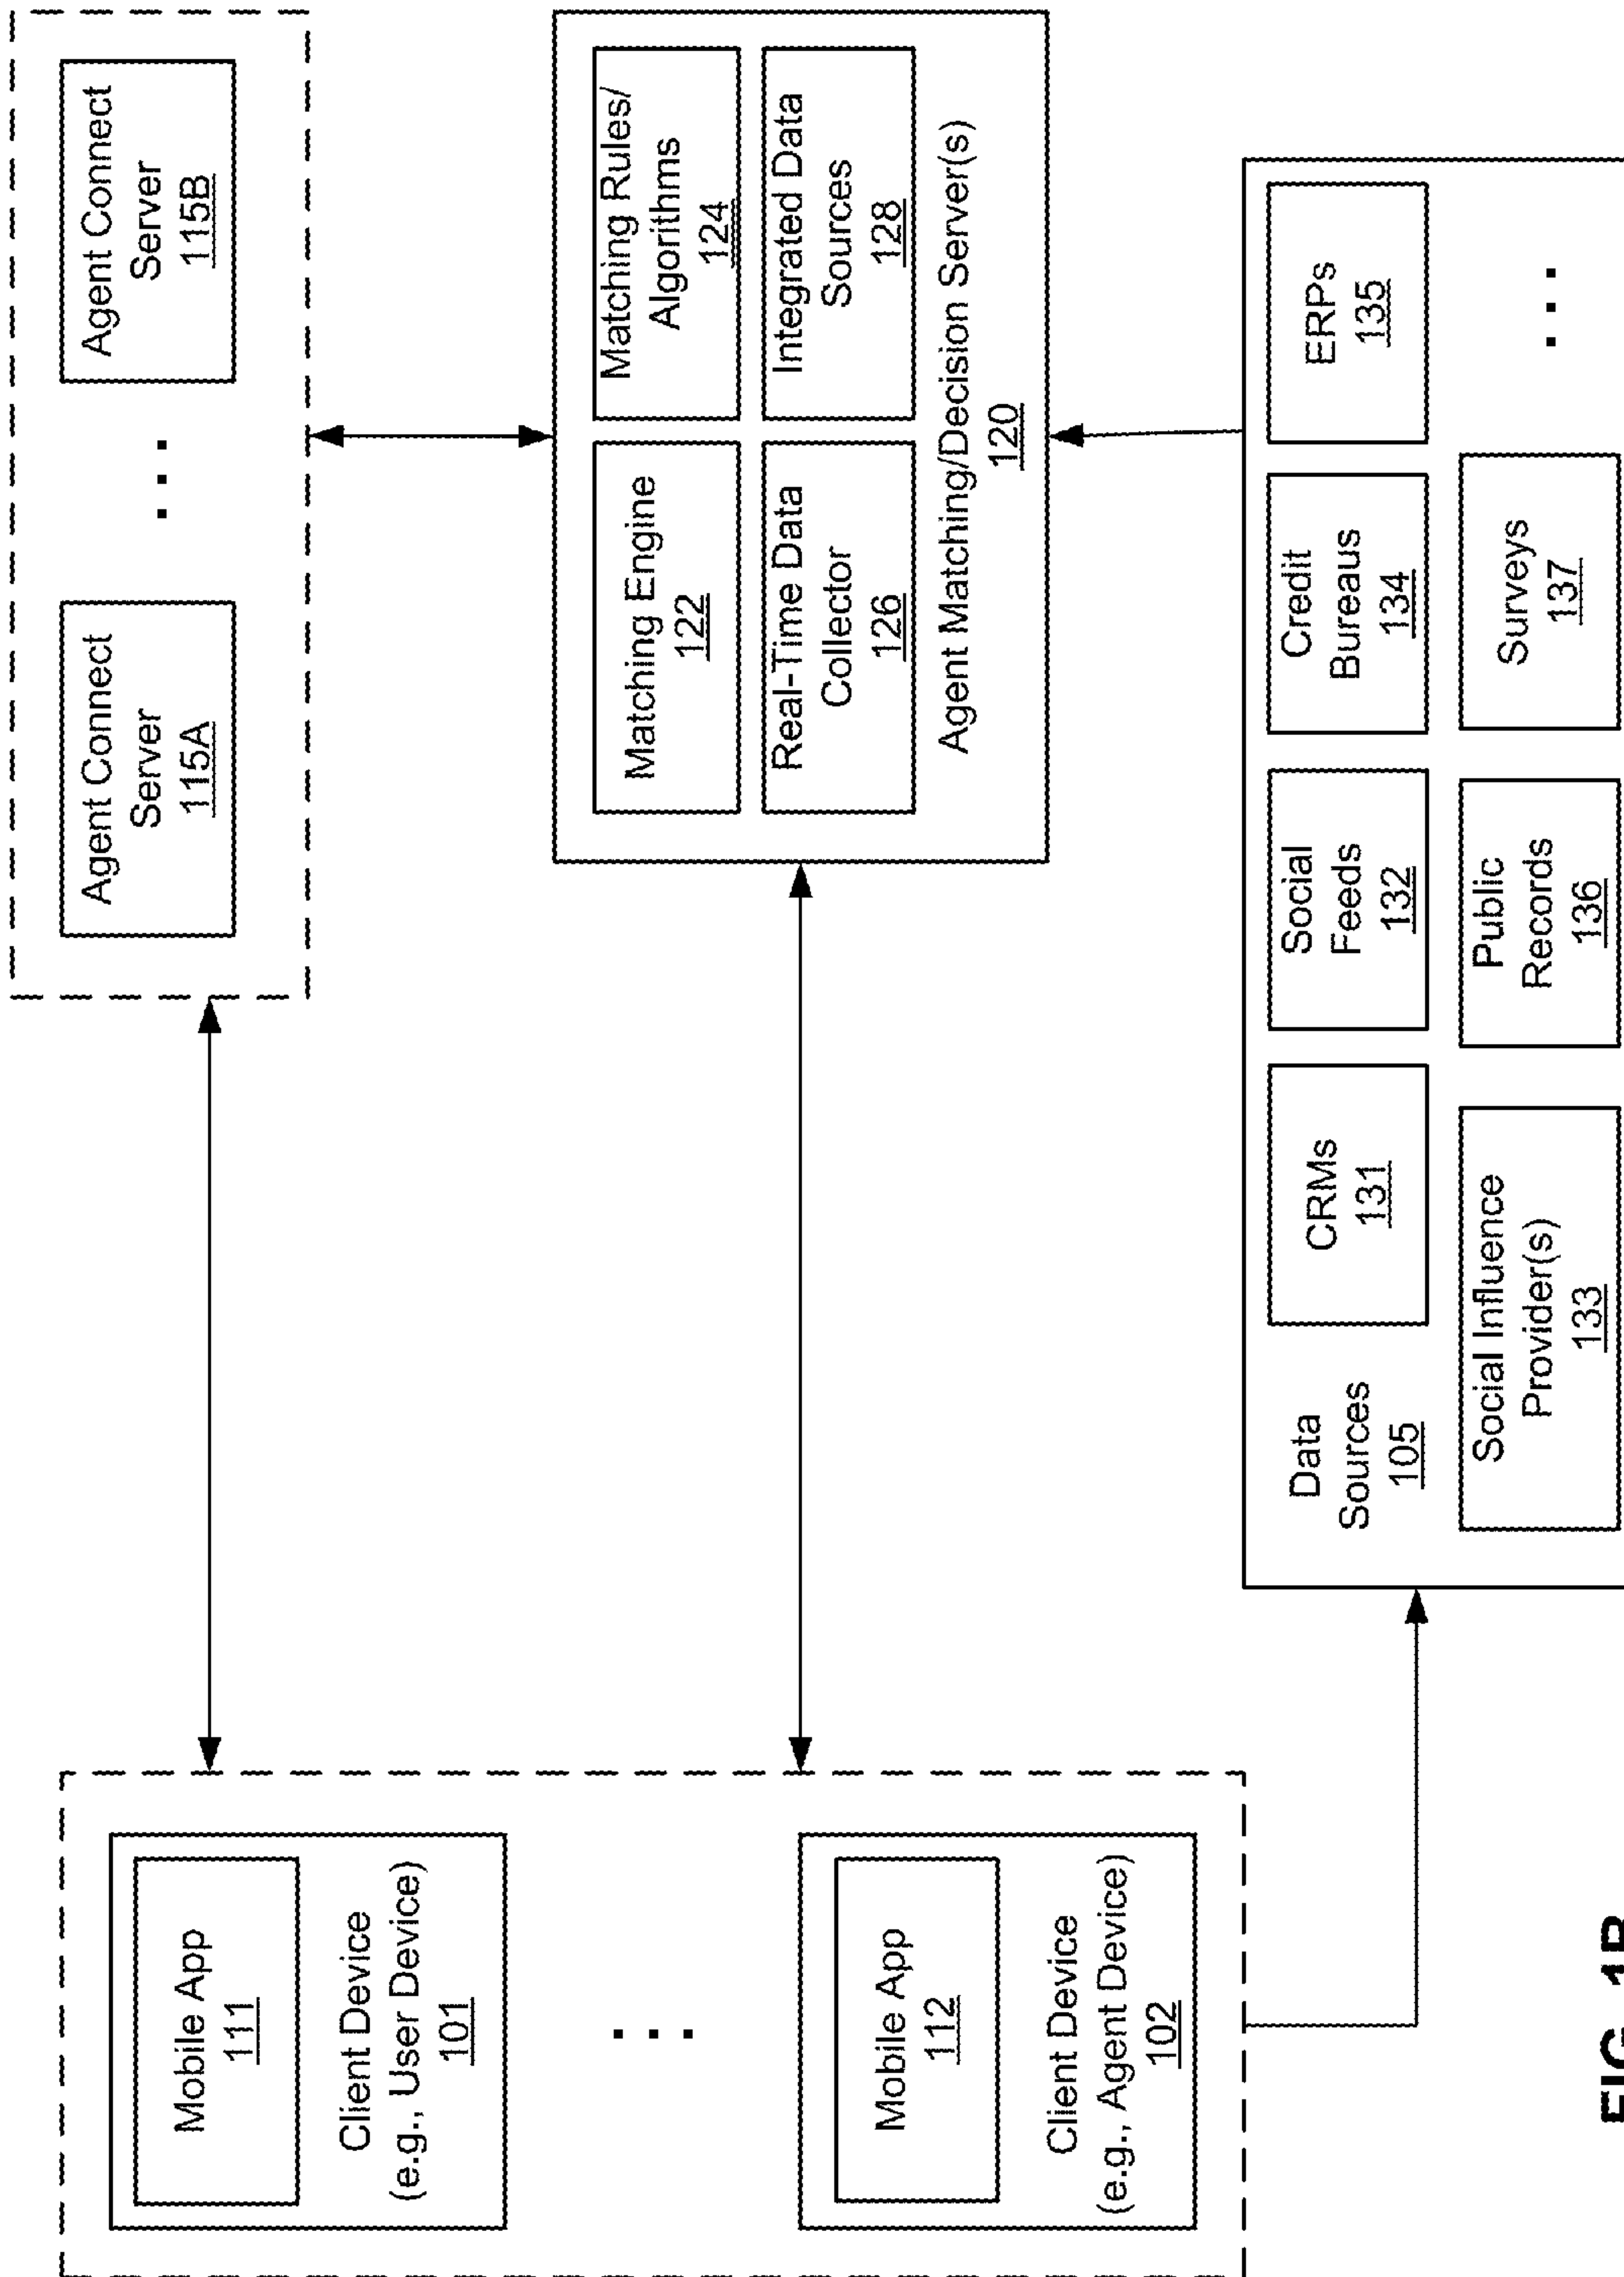 Mobile App
111
Client Device
(e.g., User Device)
101
. . .
Mobile App
112
Client Device
(e.g., Agent Device)
102
Agent Connect
Server
115A
. . .
Agent Connect
Server
115B
Matching Engine
122
Matching Rules/
Algorithms
124
Real-Time Data
Collector
126
Integrated Data
Sources
128
Agent Matching/Decision Server(s)
120
Data
Sources
105
CRMs
131
Social
Feeds
132
Credit
Bureaus
134
ERPs
135
Social Influence
Provider(s)
133
Public
Records
136
Surveys
137
. . .
FIG. 1B